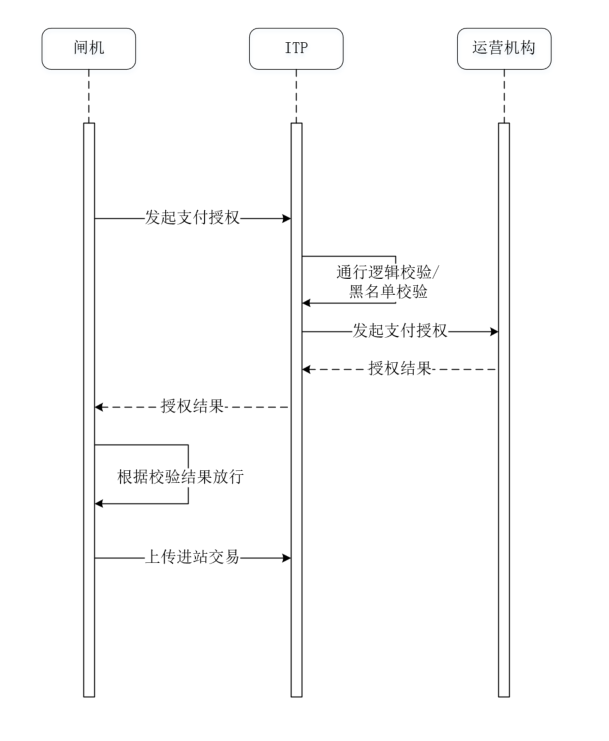 闸机
ITP
运营机构
发起支付授权
通行逻辑校验/
黑名单校验
发起支付授权
授权结果
授权结果
根据校验结果放行
上传进站交易